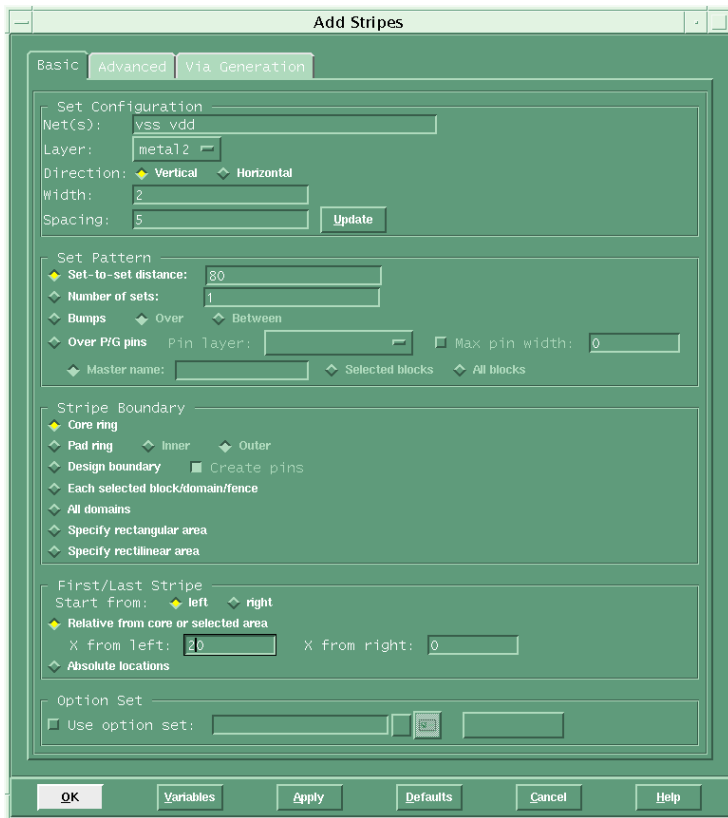 Add Stripes
Basic Advanced Via Generation
Set Configuration
Net(s): vss vdd
Layer: metal2
Direction: Vertical Horizontal
Width: 2
Spacing: 5 Update
Set Pattern
Set-to-set distance: 80
Number of sets: 1
Bumps Over Between
Over P/G pins Pin layer: Max pin width: 0
Master name: Selected blocks All blocks
Stripe Boundary
Core ring
Pad ring Inner Outer
Design boundary Create pins
Each selected block/domain/fence
All domains
Specify rectangular area
Specify rectilinear area
First/Last Stripe
Start from: left right
Relative from core or selected area
X from left: 20 X from right: 0
Absolute locations
Option Set
Use option set:
OK Variables Apply Defaults Cancel Help